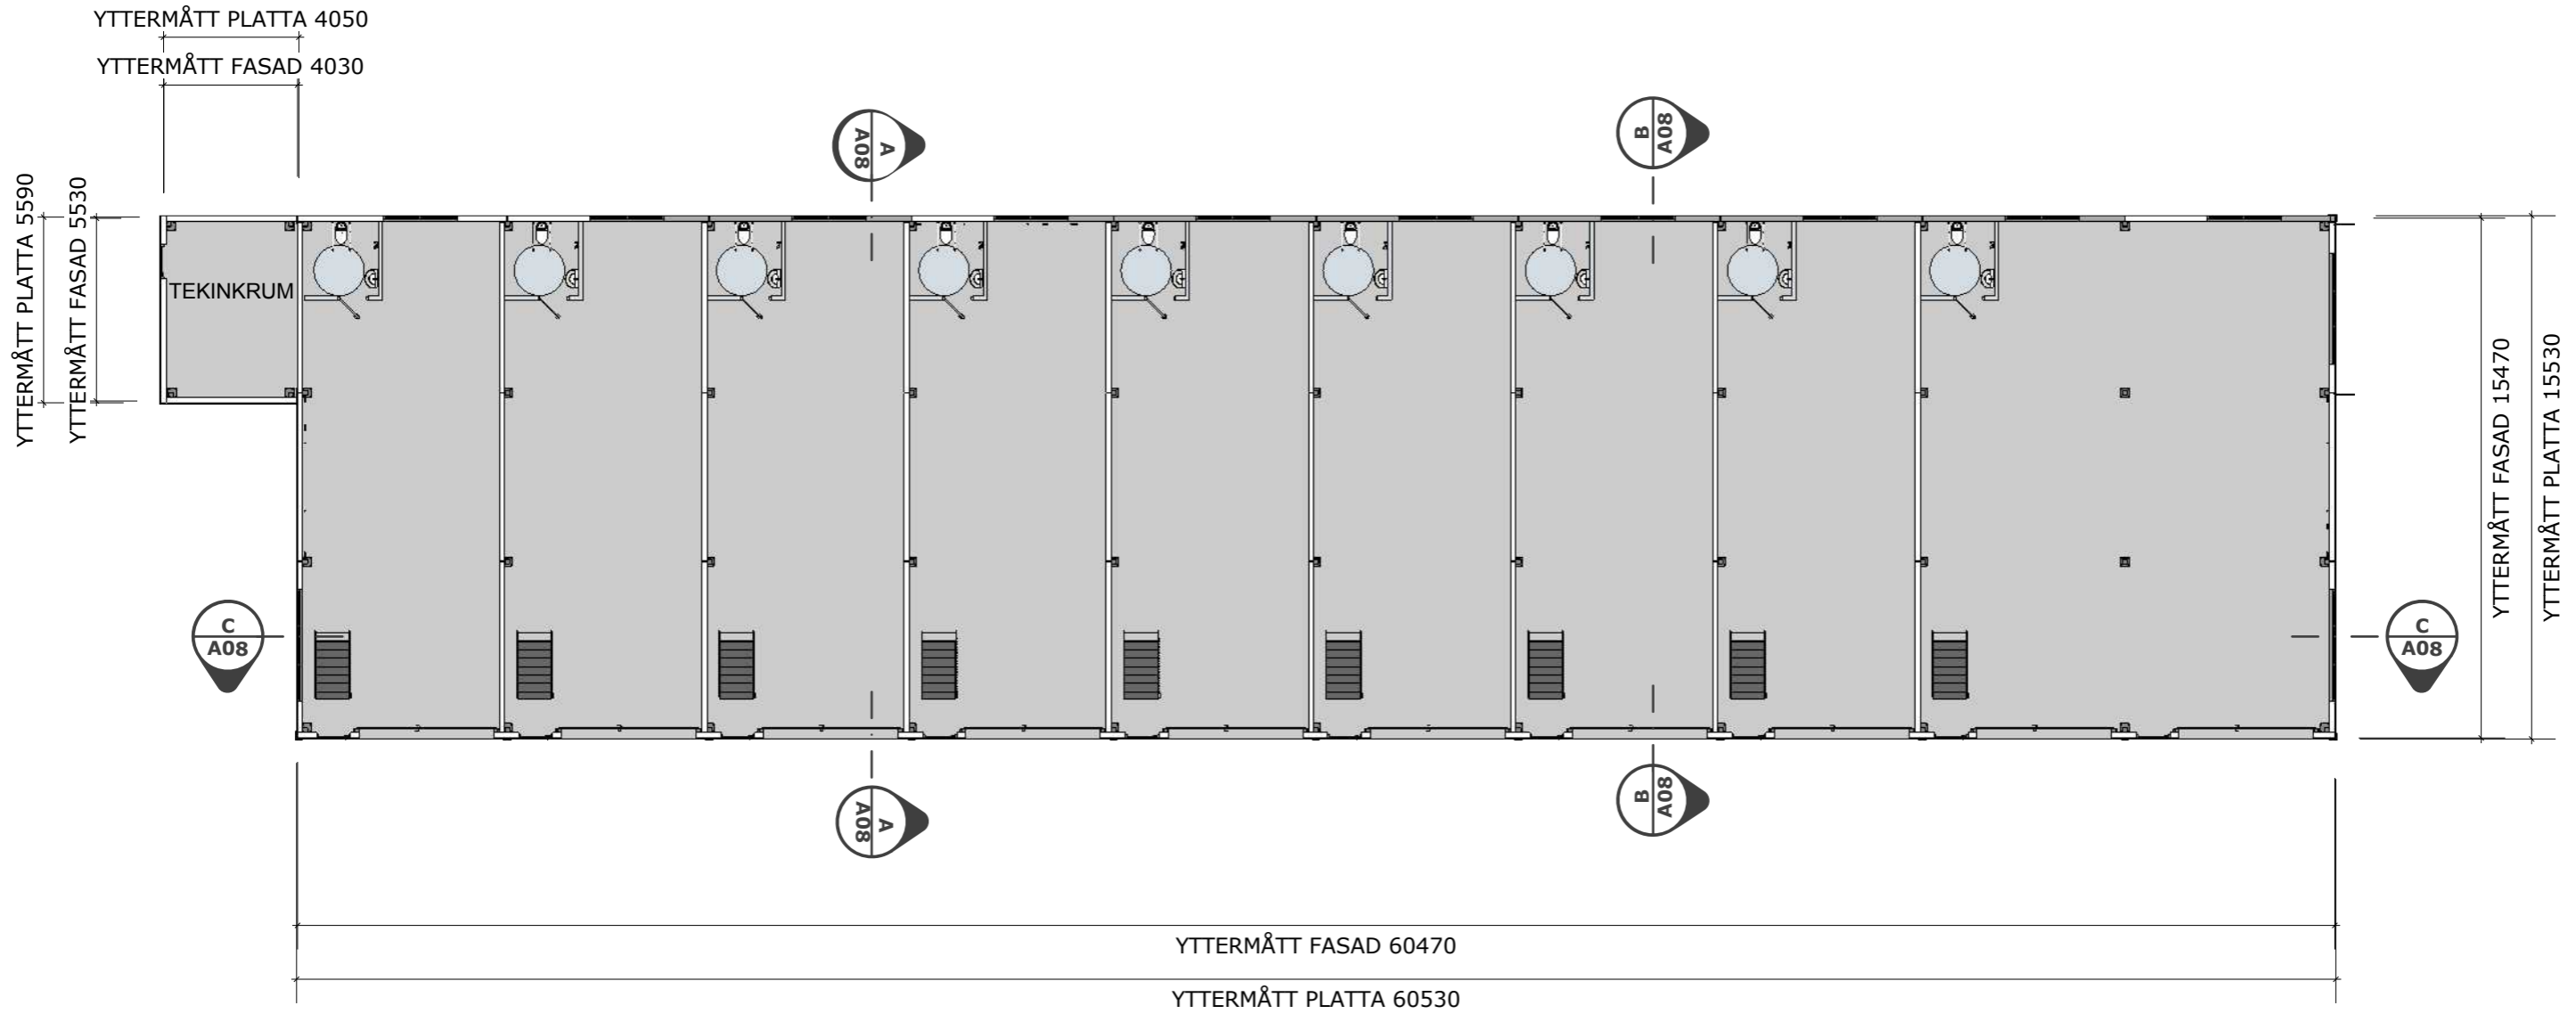 YTTERMÅTT PLATTA 4050
YTTERMÅTT FASAD 4030
A
A08
B
A08
YTTERMÅTT PLATTA 5590
YTTERMÅTT FASAD 5530
TEKINKRUM
YTTERMÅTT FASAD 15470
YTTERMÅTT PLATTA 15530
C
A08
C
A08
A
A08
B
A08
YTTERMÅTT FASAD 60470
YTTERMÅTT PLATTA 60530